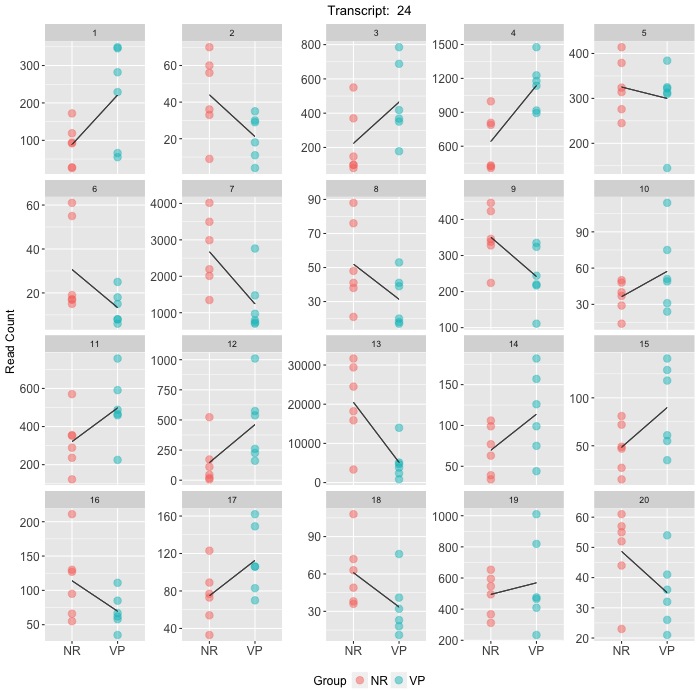 Transcript: 24
1 2 3 4 5
300 60 800 1500 400
200 40 600 1200 300
100 20 400 900 200
200 600
6 7 8 9 10
60 4000 90 400 90
40 3000 70 300 60
20 2000 50 200 30
1000 30 100
Read Count
11 12 13 14 15
600 1000 30000 150 100
400 750 20000 100 50
200 500 10000 50
250 0
0
16 17 18 19 20
200 160 90 1000 60
150 120 60 800 50
100 80 30 600 40
50 40 400 30
200 20
NR VP NR VP NR VP NR VP NR VP
Group NR VP